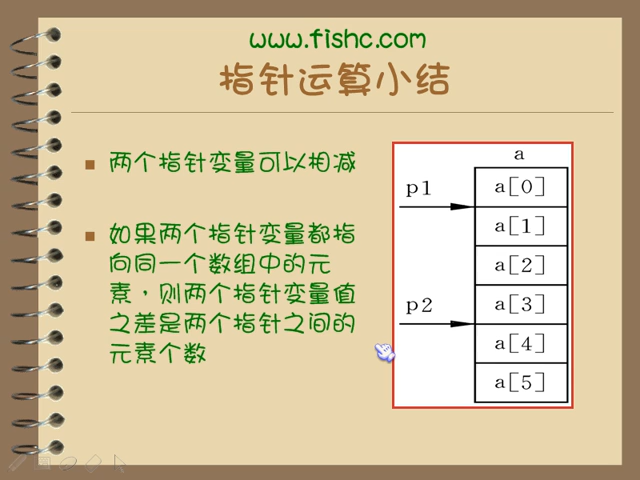 www.fishc.com
指针运算小结
两个指针变量可以相减
如果两个指针变量都指
向同一个数组中的元
素，则两个指针变量值
之差是两个指针之间的
元素个数
a
p1
a[0]
a[1]
a[2]
p2
a[3]
a[4]
a[5]